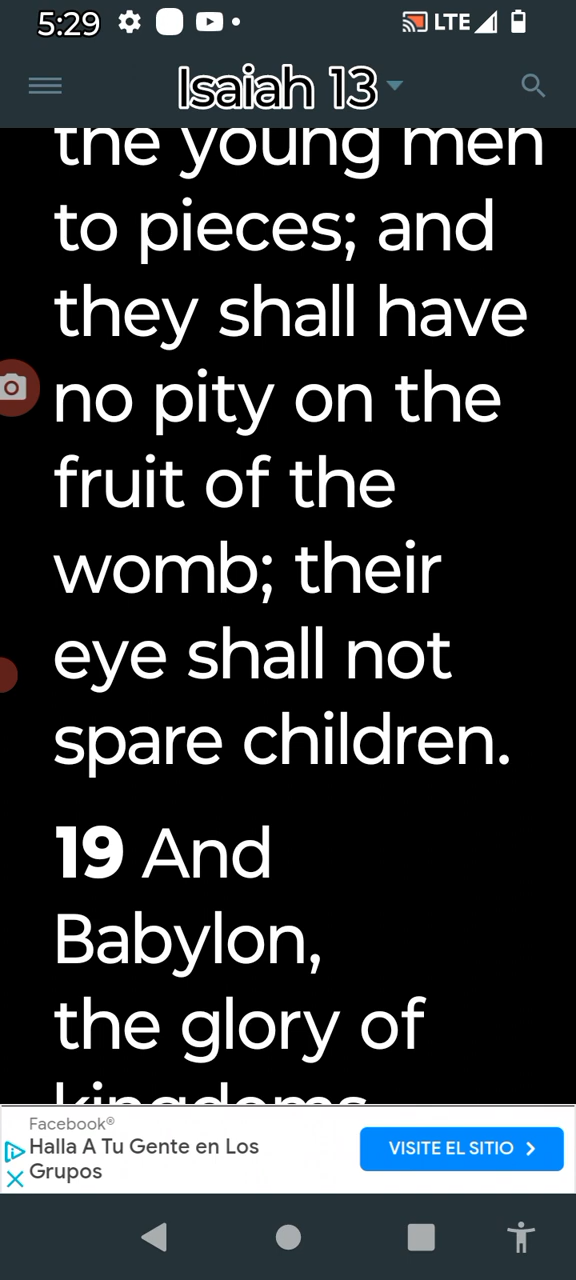 5:29
LTE
Isaiah 13
the young men
to pieces; and
they shall have
no pity on the
fruit of the
womb; their
eye shall not
spare children.
19 And
Babylon,
the glory of
kingdoms
Facebook®
Halla A Tu Gente en Los
Grupos
VISITE EL SITIO